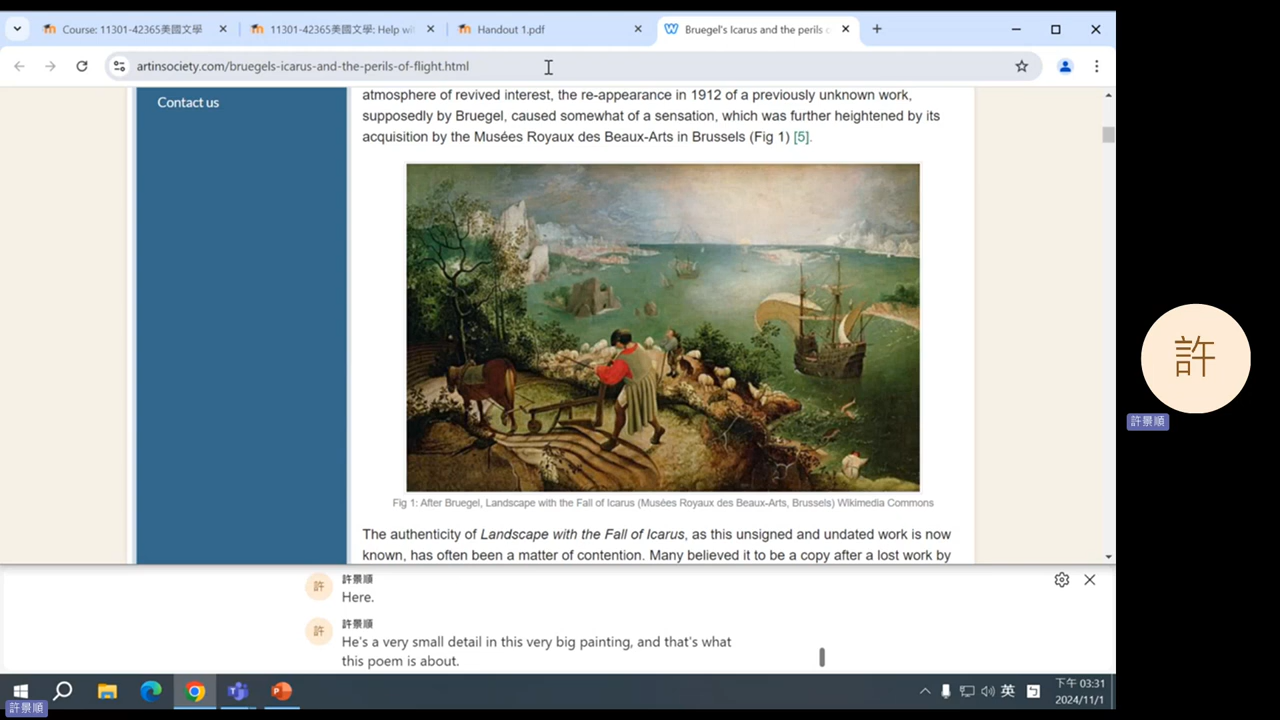 Course: 11301-42365美國文學
11301-42365美國文學: Help wi
Handout 1.pdf
Bruegel's Icarus and the perils o
artinsociety.com/bruegels-icarus-and-the-perils-of-flight.html
Contact us
atmosphere of revived interest, the re-appearance in 1912 of a previously unknown work,
supposedly by Bruegel, caused somewhat of a sensation, which was further heightened by its
acquisition by the Musées Royaux des Beaux-Arts in Brussels (Fig 1) [5].
Fig 1: After Bruegel, Landscape with the Fall of Icarus (Musées Royaux des Beaux-Arts, Brussels) Wikimedia Commons
The authenticity of Landscape with the Fall of Icarus, as this unsigned and undated work is now
known, has often been a matter of contention. Many believed it to be a copy after a lost work by
許
許景順
許
許景順
Here.
許
許景順
He's a very small detail in this very big painting, and that's what
this poem is about.
英
下午 03:31
2024/11/1
許景順